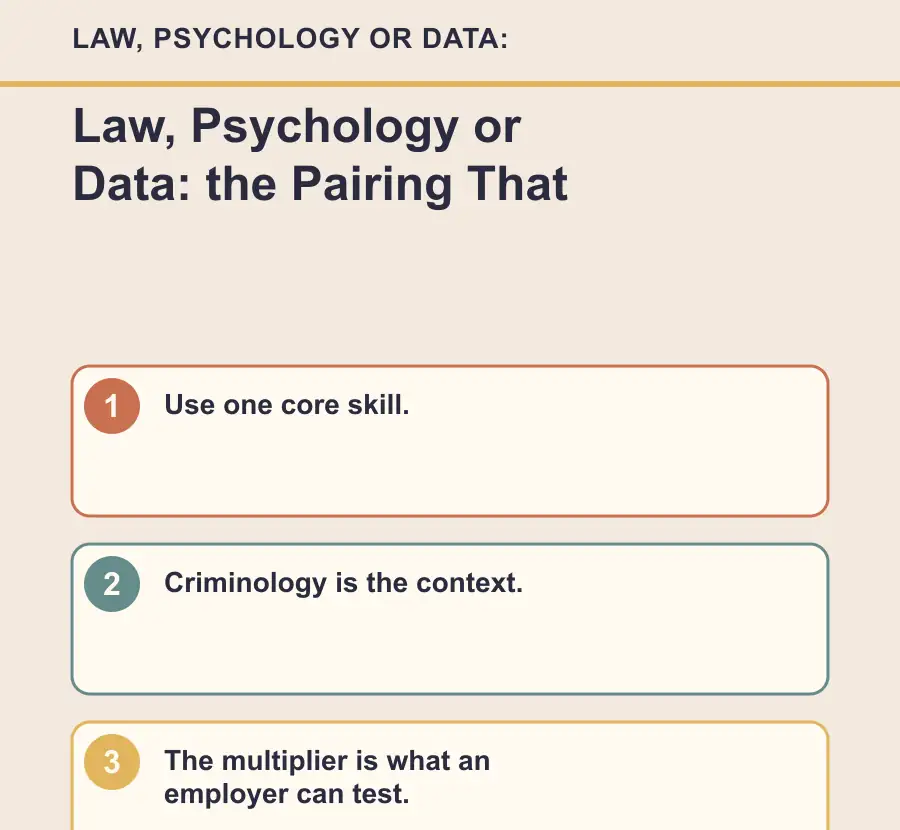 LAW, PSYCHOLOGY OR DATA:
Law, Psychology or
Data: the Pairing That
1
Use one core skill.
2
Criminology is the context.
3
The multiplier is what an
employer can test.